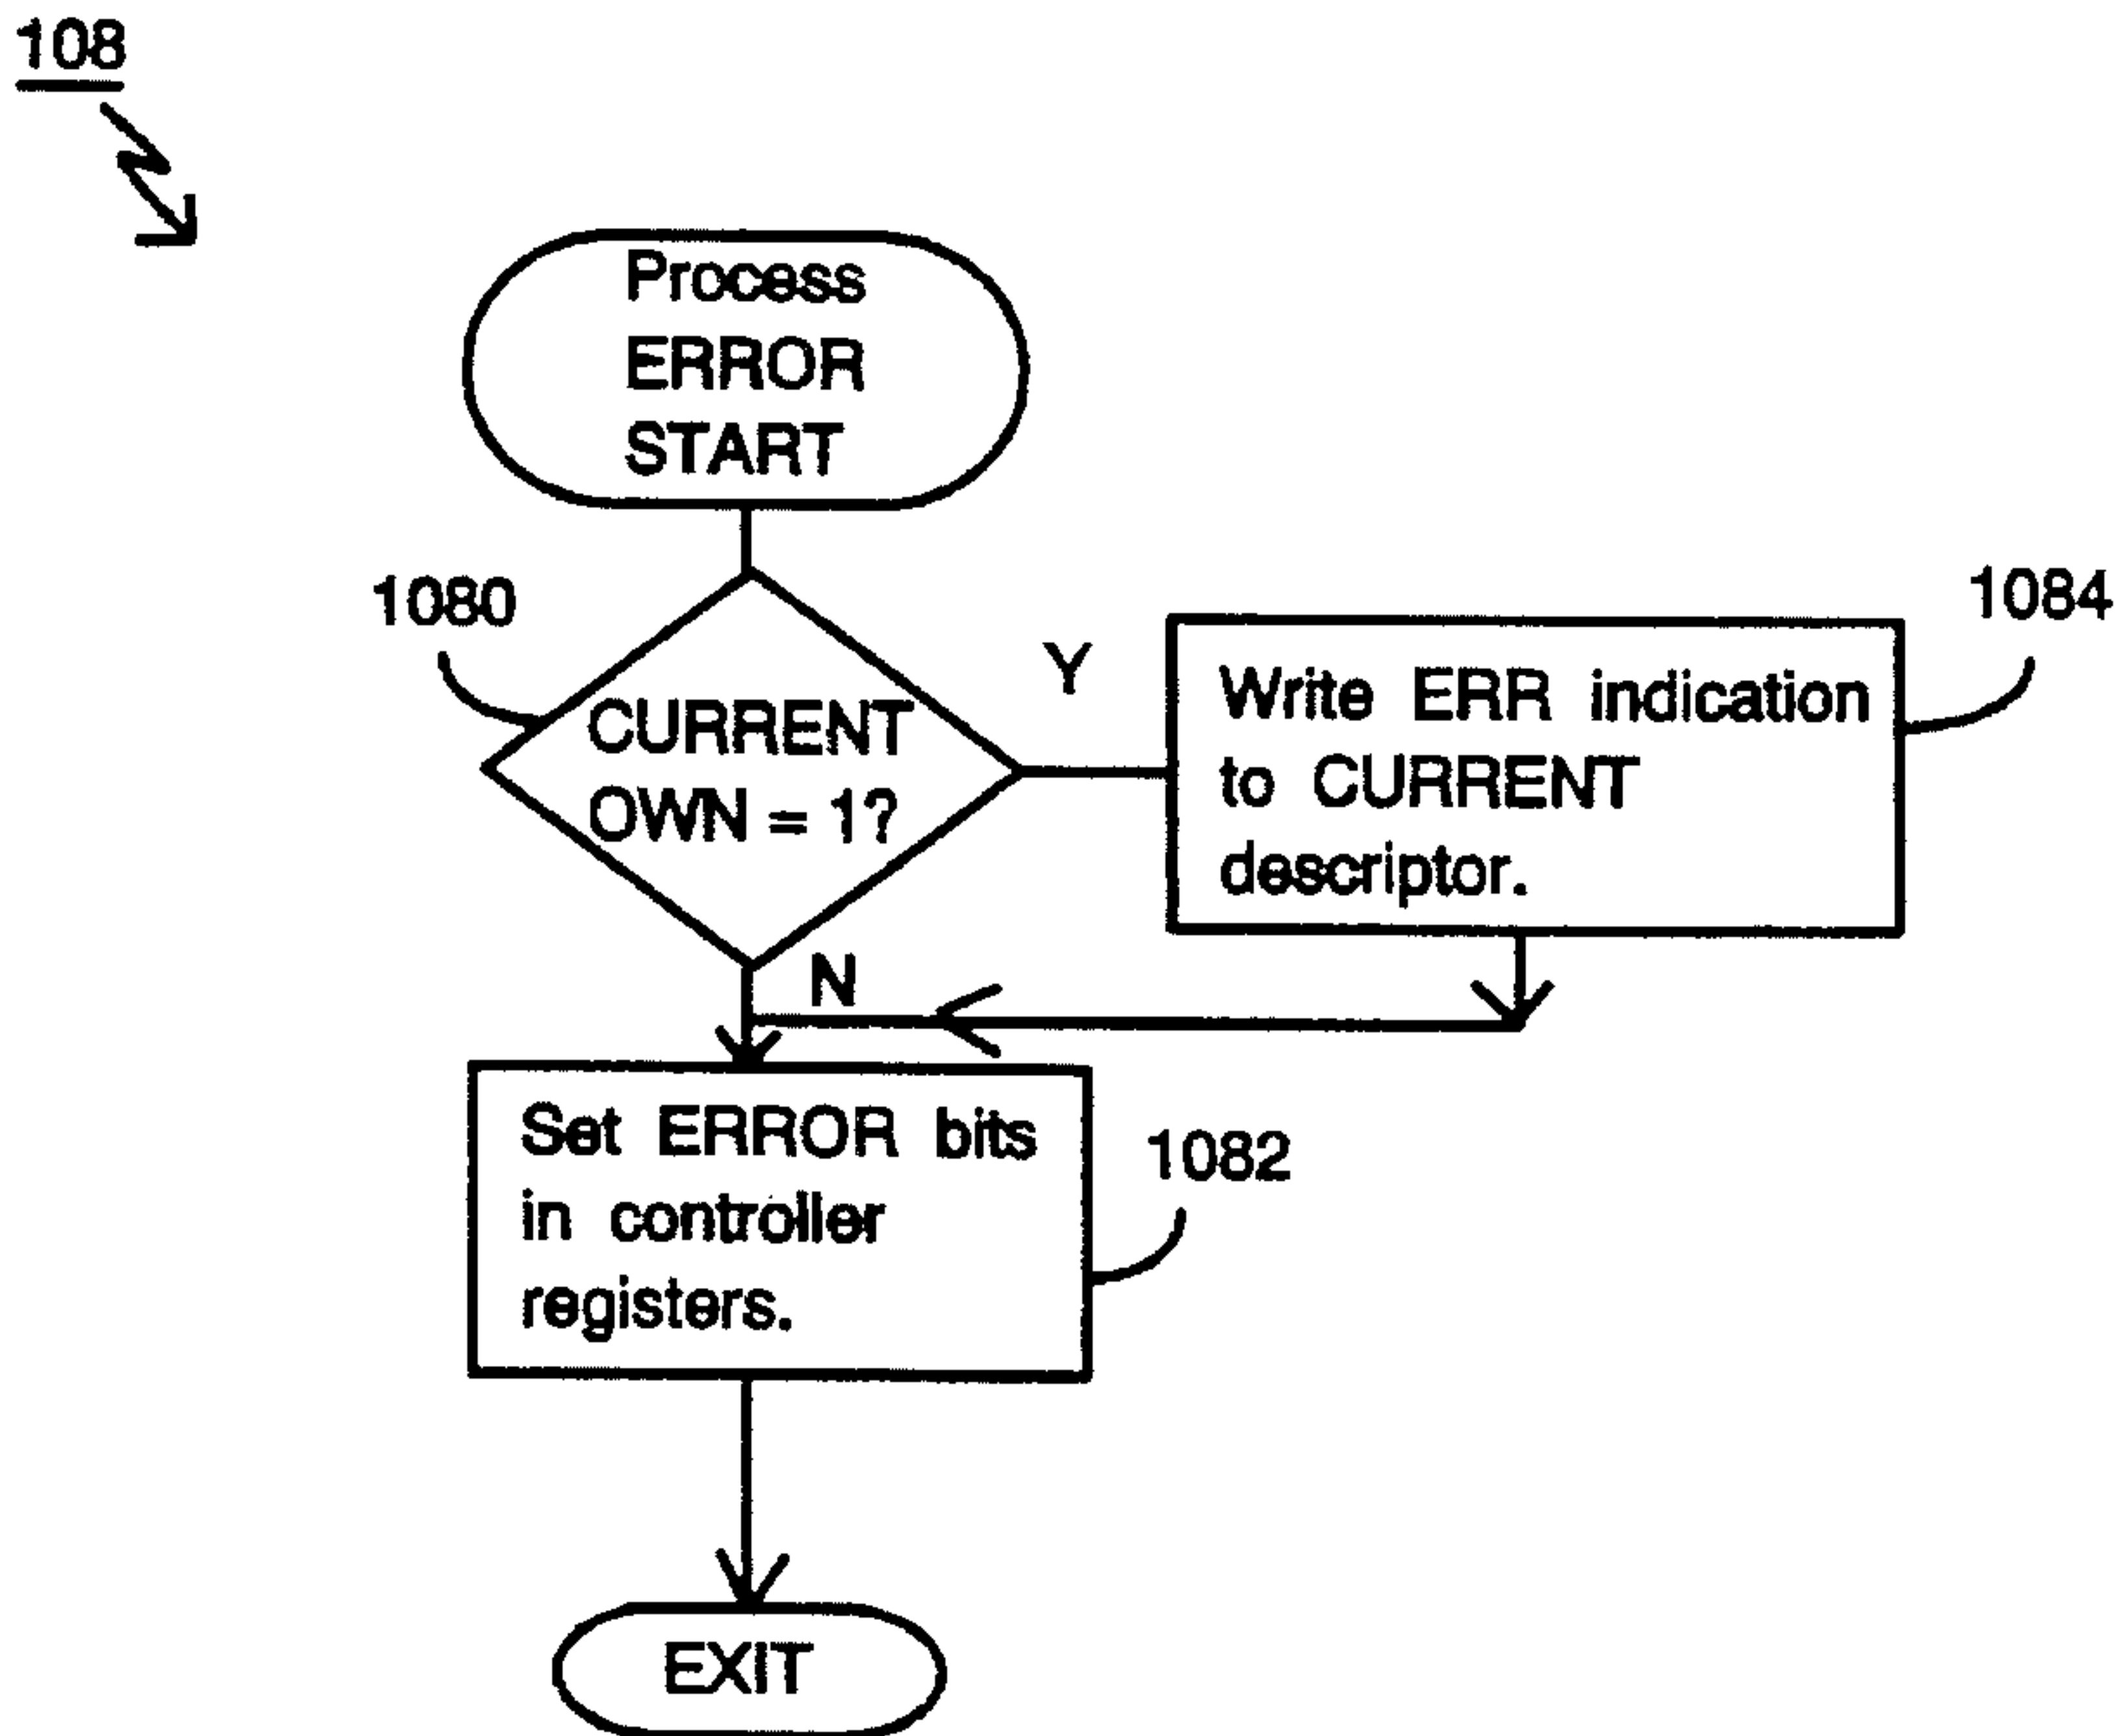 108
Process
ERROR
START
1080
CURRENT
OWN = 1?
Y
1084
Write ERR indication
to CURRENT
descriptor.
N
Set ERROR bits
in controller
registers.
1082
EXIT